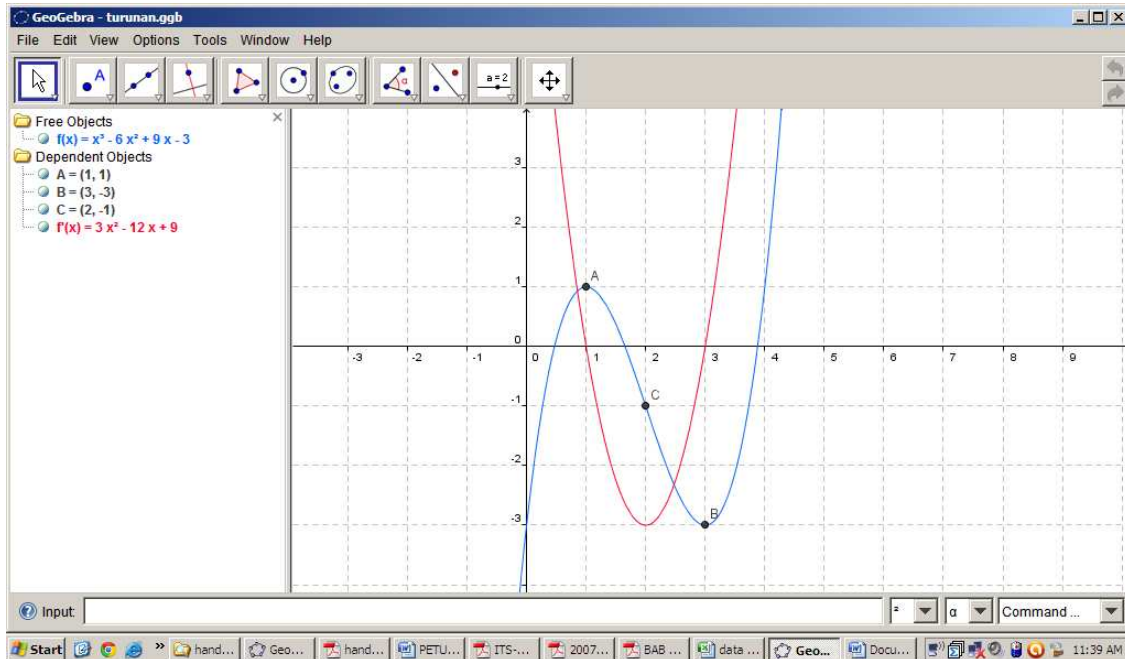 GeoGebra - turunan.ggb
File Edit View Options Tools Window Help
A
α
a = 2
Free Objects
f(x) = x³ - 6 x² + 9 x - 3
Dependent Objects
A = (1, 1)
B = (3, -3)
C = (2, -1)
f'(x) = 3 x² - 12 x + 9
3
2
1
0
-1
-2
-3
-3 -2 -1 0 1 2 3 4 5 6 7 8 9
A
C
B
Input:
² α Command ...
Start » hand... Geo... hand... PETU... ITS-... 2007... BAB ... data ... Geo... Docu... 11:39 AM